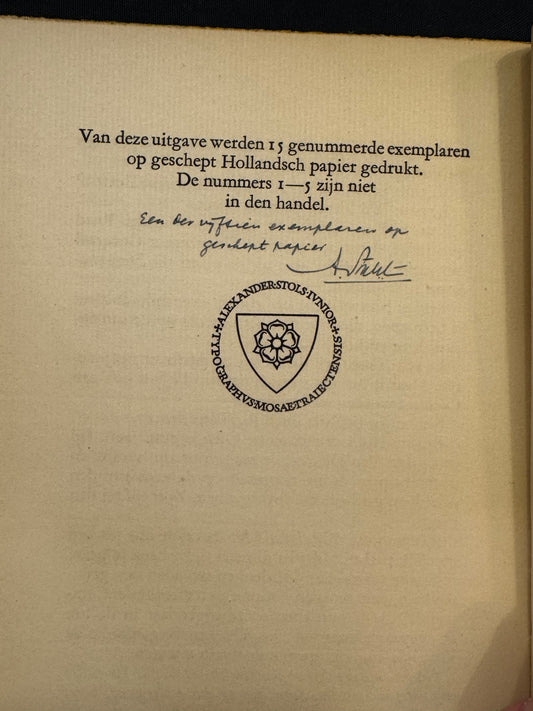 Van deze uitgave werden 15 genummerde exemplaren
op geschept Hollandsch papier gedrukt.
De nummers 1—5 zijn niet
in den handel.
Een der vijftien exemplaren op
geschept papier
ALEXANDER·STOLS·IVNIOR
TYPOGRAPHVS·MOSAETRAIECTENSIS